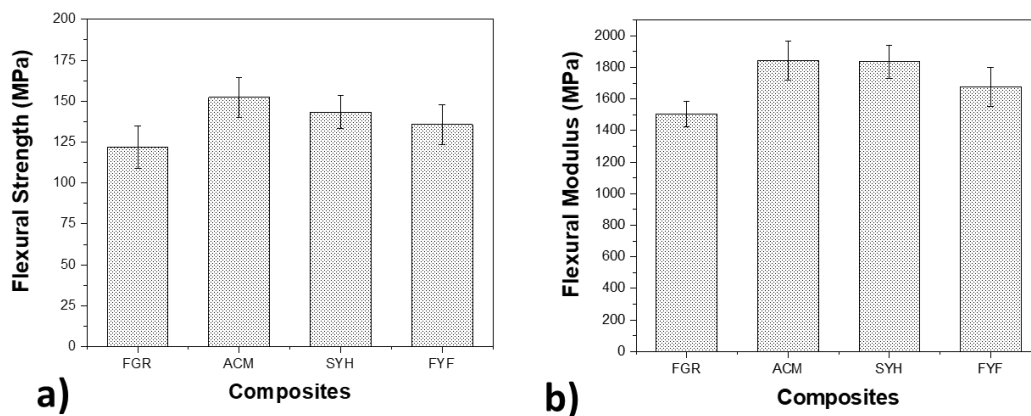 Flexural Strength (MPa)
200
175
150
125
100
75
50
25
0
FGR ACM SYH FYF
Composites
a)
Flexural Modulus (MPa)
2000
1800
1600
1400
1200
1000
800
600
400
200
0
FGR ACM SYH FYF
Composites
b)